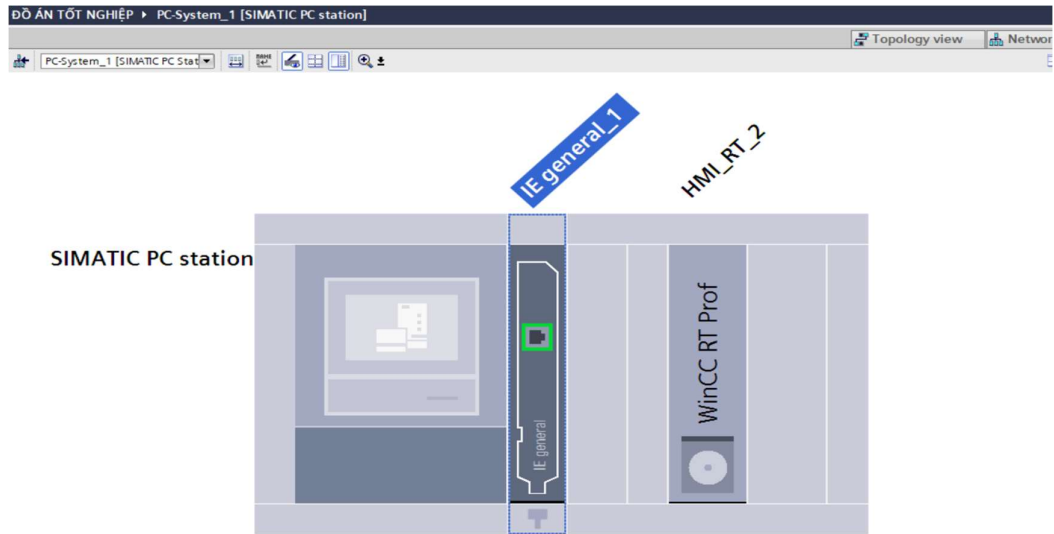 ĐỒ ÁN TỐT NGHIỆP ▸ PC-System_1 [SIMATIC PC station]
Topology view
Networ
PC-System_1 [SIMATIC PC Stat
IE general_1
HMI_RT_2
SIMATIC PC station
WinCC RT Prof
IE general